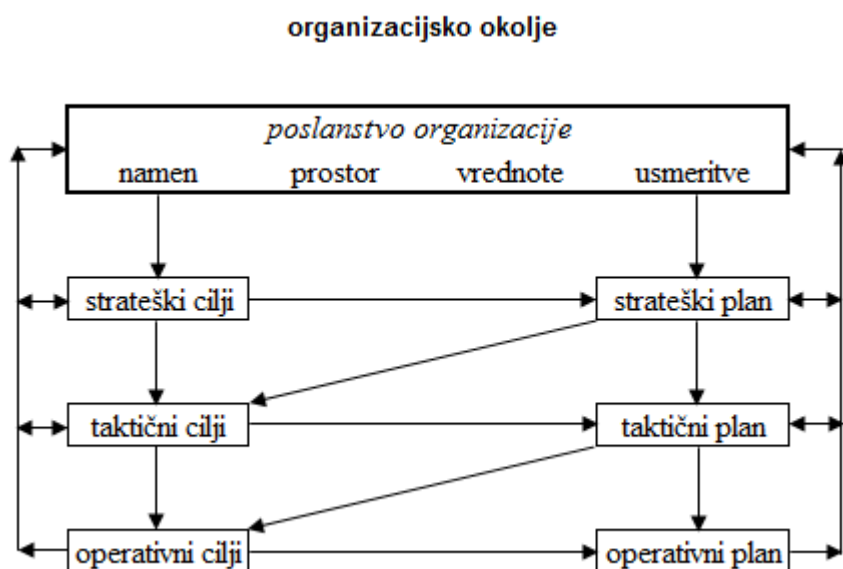 organizacijsko okolje
poslanstvo organizacije
namen prostor vrednote usmeritve
strateški cilji strateški plan
taktični cilji taktični plan
operativni cilji operativni plan